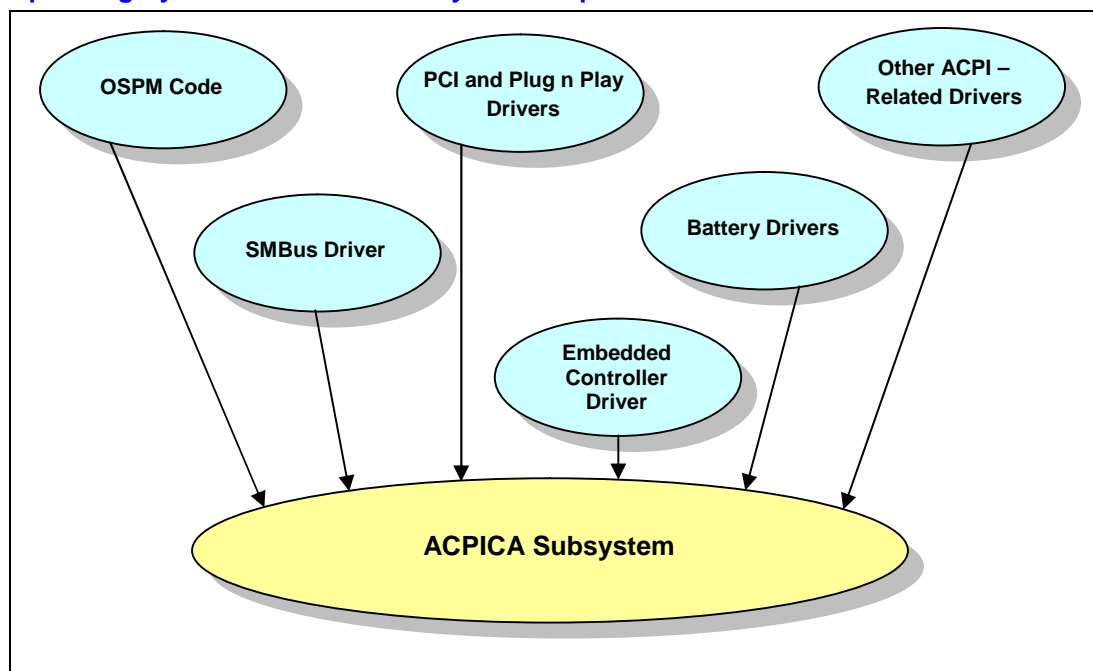 OSPM Code
PCI and Plug n Play
Drivers
Other ACPI –
Related Drivers
SMBus Driver
Battery Drivers
Embedded
Controller
Driver
ACPICA Subsystem